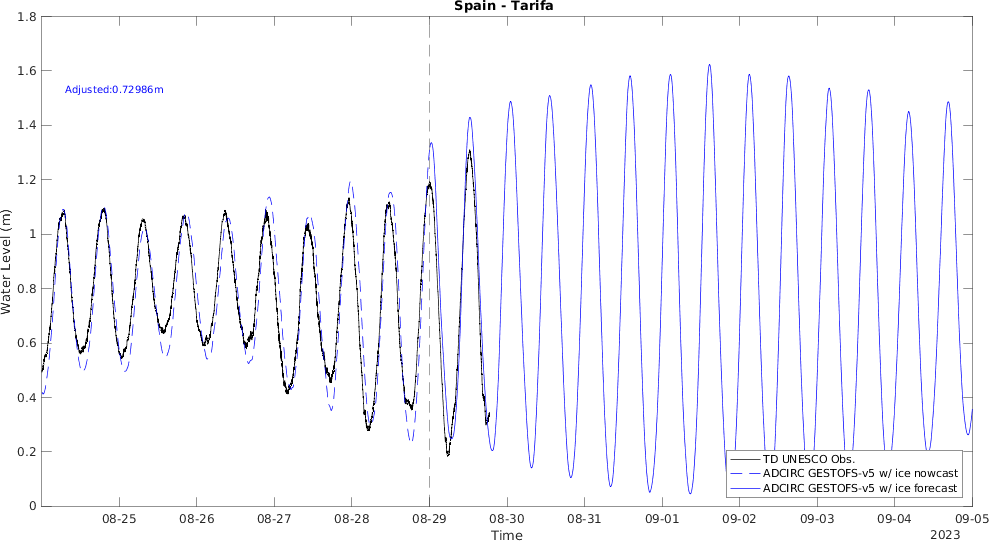 Spain - Tarifa
1.8
1.6
1.4
1.2
1
0.8
0.6
0.4
0.2
0
Water Level (m)
Adjusted:0.72986m
TD UNESCO Obs.
ADCIRC GESTOFS-v5 w/ ice nowcast
ADCIRC GESTOFS-v5 w/ ice forecast
08-25 08-26 08-27 08-28 08-29 08-30 08-31 09-01 09-02 09-03 09-04 09-05
Time
2023